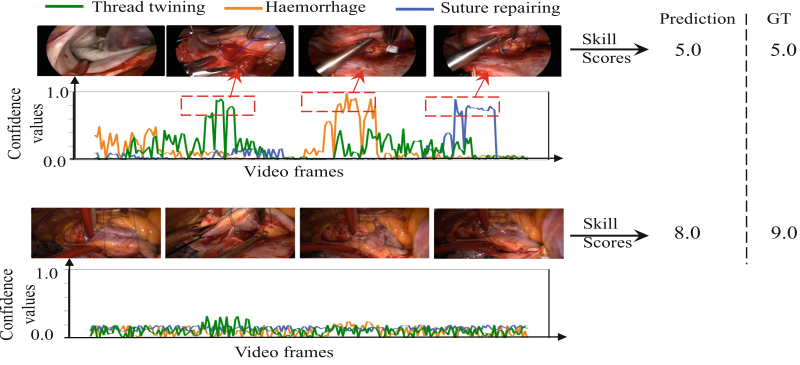 Thread twining Haemorrhage Suture repairing
Prediction GT
Skill
Scores
5.0 5.0
1.0
Confidence
values
0.0
Video frames
Skill
Scores
8.0 9.0
1.0
Confidence
values
0.0
Video frames